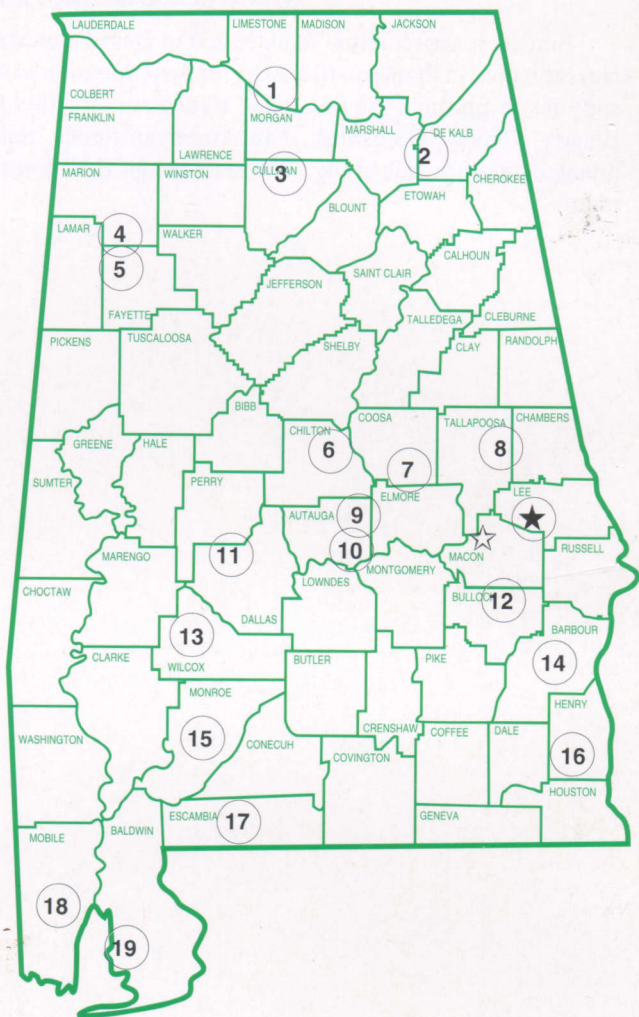 LAUDERDALE
LIMESTONE
MADISON
JACKSON
COLBERT
1
FRANKLIN
MORGAN
LAWRENCE
MARSHALL
DE KALB
2
MARION
WINSTON
CULLMAN
3
CHEROKEE
ETOWAH
BLOUNT
LAMAR
4
WALKER
5
CALHOUN
SAINT CLAIR
JEFFERSON
FAYETTE
TALLEDEGA
CLEBURNE
PICKENS
TUSCALOOSA
SHELBY
CLAY
RANDOLPH
BIBB
COOSA
TALLAPOOSA
CHAMBERS
CHILTON
GREENE
HALE
6
7
8
PERRY
SUMTER
LEE
ELMORE
AUTAUGA
9
10
11
MARENGO
MACON
RUSSELL
LOWNDES
MONTGOMERY
CHOCTAW
BULLOCK
12
DALLAS
BARBOUR
13
CLARKE
WILCOX
BUTLER
PIKE
14
MONROE
HENRY
WASHINGTON
15
CONECUH
CRENSHAW
COFFEE
DALE
COVINGTON
16
HOUSTON
ESCAMBIA
17
GENEVA
MOBILE
BALDWIN
18
19